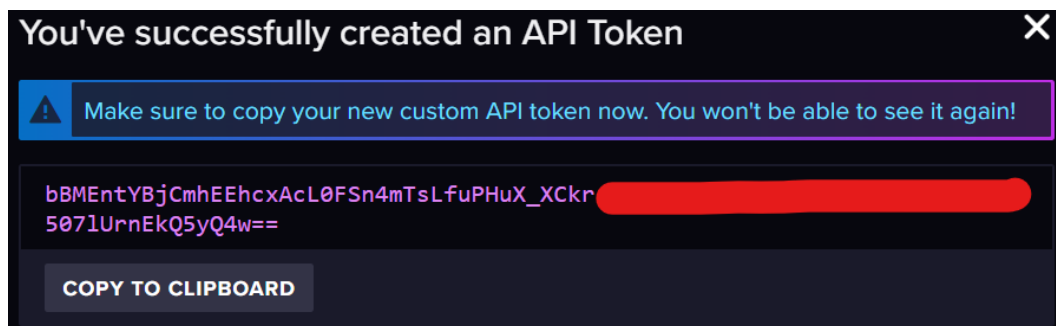 You've successfully created an API Token
Make sure to copy your new custom API token now. You won't be able to see it again!
bBMEntYBjCmhEEhcxAcL0FSn4mTsLfuPHuX_XCkr
507lUrnEkQ5yQ4w==
COPY TO CLIPBOARD